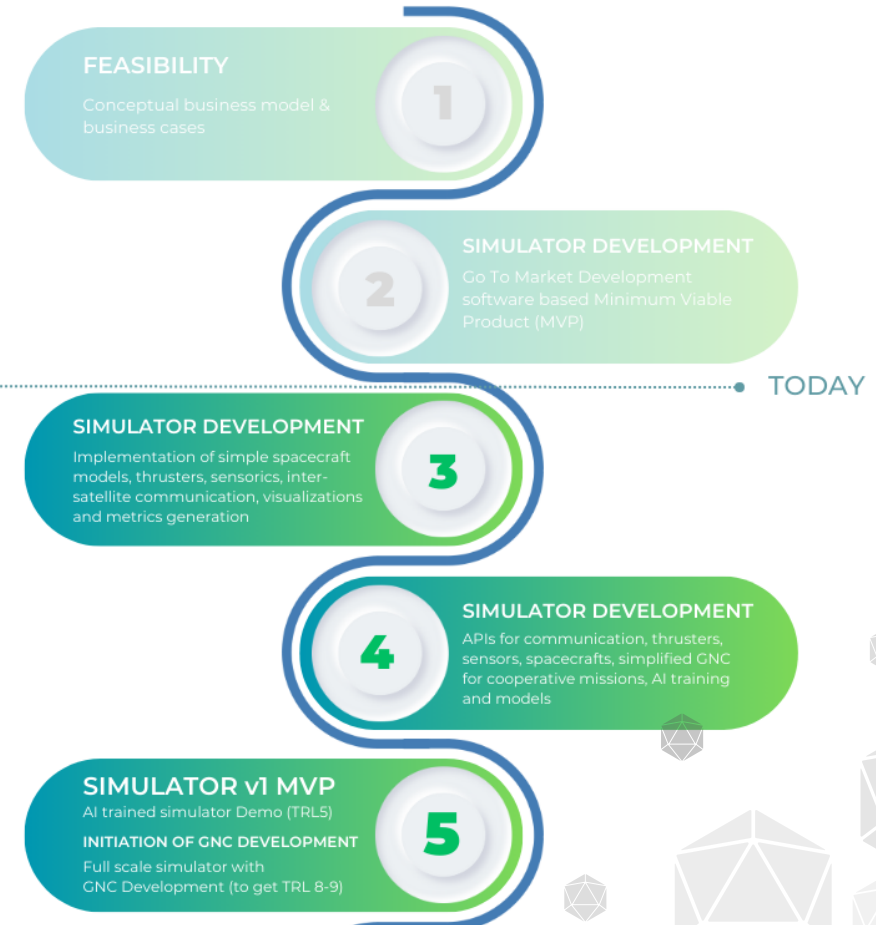 FEASIBILITY
Conceptual business model &
business cases
1
SIMULATOR DEVELOPMENT
Go To Market Development
software based Minimum Viable
Product (MVP)
2
TODAY
SIMULATOR DEVELOPMENT
Implementation of simple spacecraft
models, thrusters, sensorics, inter-
satellite communication, visualizations
and metrics generation
3
SIMULATOR DEVELOPMENT
APIs for communication, thrusters,
sensors, spacecrafts, simplified GNC
for cooperative missions, AI training
and models
4
SIMULATOR v1 MVP
AI trained simulator Demo (TRL5)
INITIATION OF GNC DEVELOPMENT
Full scale simulator with
GNC Development (to get TRL 8-9)
5